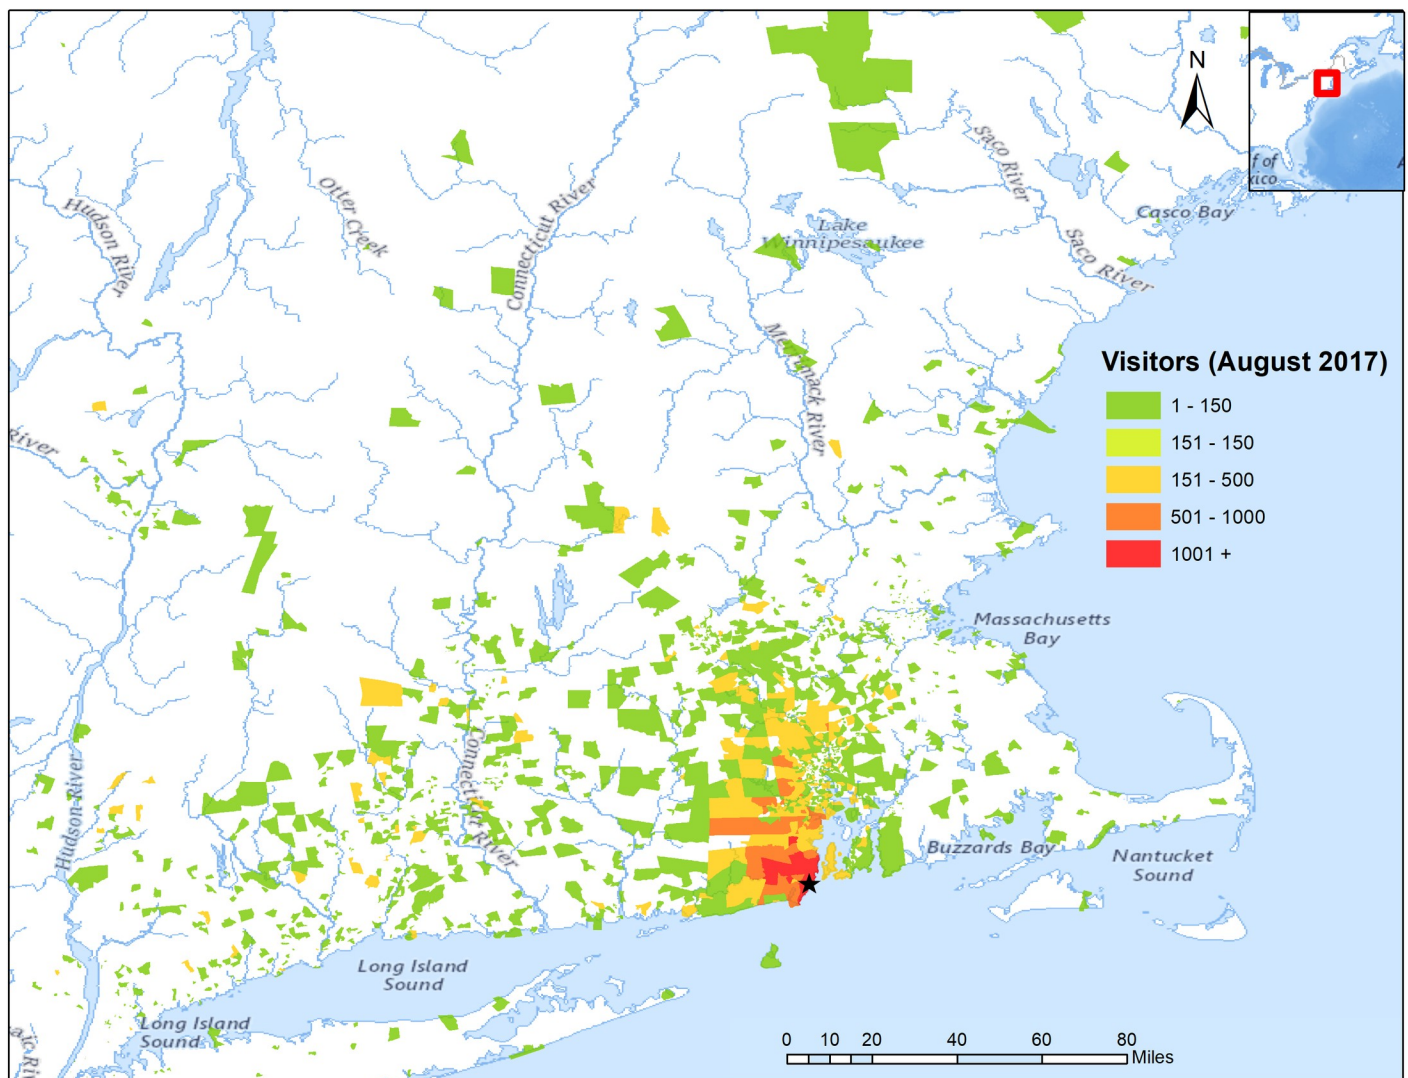 N
f of
xico
A
Saco River
Casco Bay
Hudson River
Otter Creek
Connecticut River
Lake
Winnipesaukee
Saco River
Merrimack River
Visitors (August 2017)
1 - 150
151 - 150
151 - 500
501 - 1000
1001 +
River
Massachusetts
Bay
Connecticut River
Hudson River
Buzzards Bay
Nantucket
Sound
Long Island
Sound
Long Island
Sound
0 10 20 40 60 80
Miles